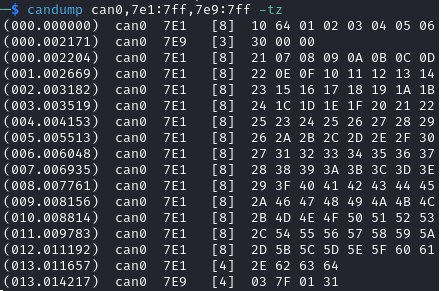 —$ candump can0,7e1:7ff,7e9:7ff -tz
(000.000000) can0 7E1 [8] 10 64 01 02 03 04 05 06
(000.002171) can0 7E9 [3] 30 00 00
(000.002204) can0 7E1 [8] 21 07 08 09 0A 0B 0C 0D
(001.002669) can0 7E1 [8] 22 0E 0F 10 11 12 13 14
(002.003182) can0 7E1 [8] 23 15 16 17 18 19 1A 1B
(003.003519) can0 7E1 [8] 24 1C 1D 1E 1F 20 21 22
(004.004153) can0 7E1 [8] 25 23 24 25 26 27 28 29
(005.005513) can0 7E1 [8] 26 2A 2B 2C 2D 2E 2F 30
(006.006048) can0 7E1 [8] 27 31 32 33 34 35 36 37
(007.006935) can0 7E1 [8] 28 38 39 3A 3B 3C 3D 3E
(008.007761) can0 7E1 [8] 29 3F 40 41 42 43 44 45
(009.008156) can0 7E1 [8] 2A 46 47 48 49 4A 4B 4C
(010.008814) can0 7E1 [8] 2B 4D 4E 4F 50 51 52 53
(011.009783) can0 7E1 [8] 2C 54 55 56 57 58 59 5A
(012.011192) can0 7E1 [8] 2D 5B 5C 5D 5E 5F 60 61
(013.011657) can0 7E1 [4] 2E 62 63 64
(013.014217) can0 7E9 [4] 03 7F 01 31